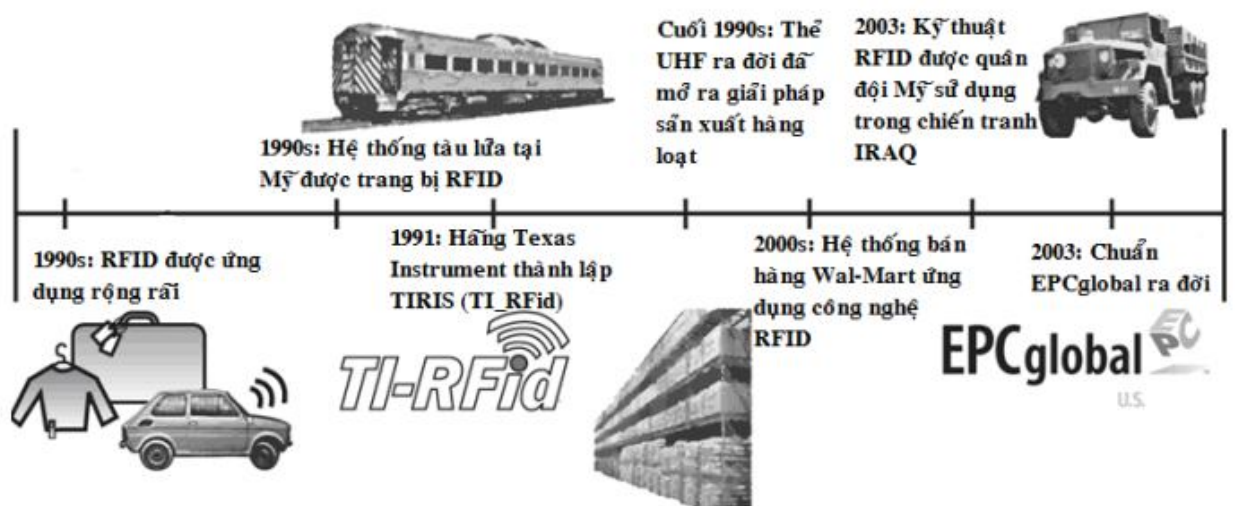 1990s: Hệ thống tàu lửa tại
Mỹ được trang bị RFID
Cuối 1990s: Thẻ
UHF ra đời đã
mở ra giải pháp
sản xuất hàng
loạt
2003: Kỹ thuật
RFID được quân
đội Mỹ sử dụng
trong chiến tranh
IRAQ
1990s: RFID được ứng
dụng rộng rãi
1991: Hãng Texas
Instrument thành lập
TIRIS (TI_RFid)
TI-RFid
2000s: Hệ thống bán
hàng Wal-Mart ứng
dụng công nghệ
RFID
2003: Chuẩn
EPCglobal ra đời
EPCglobal
EPC
U.S.